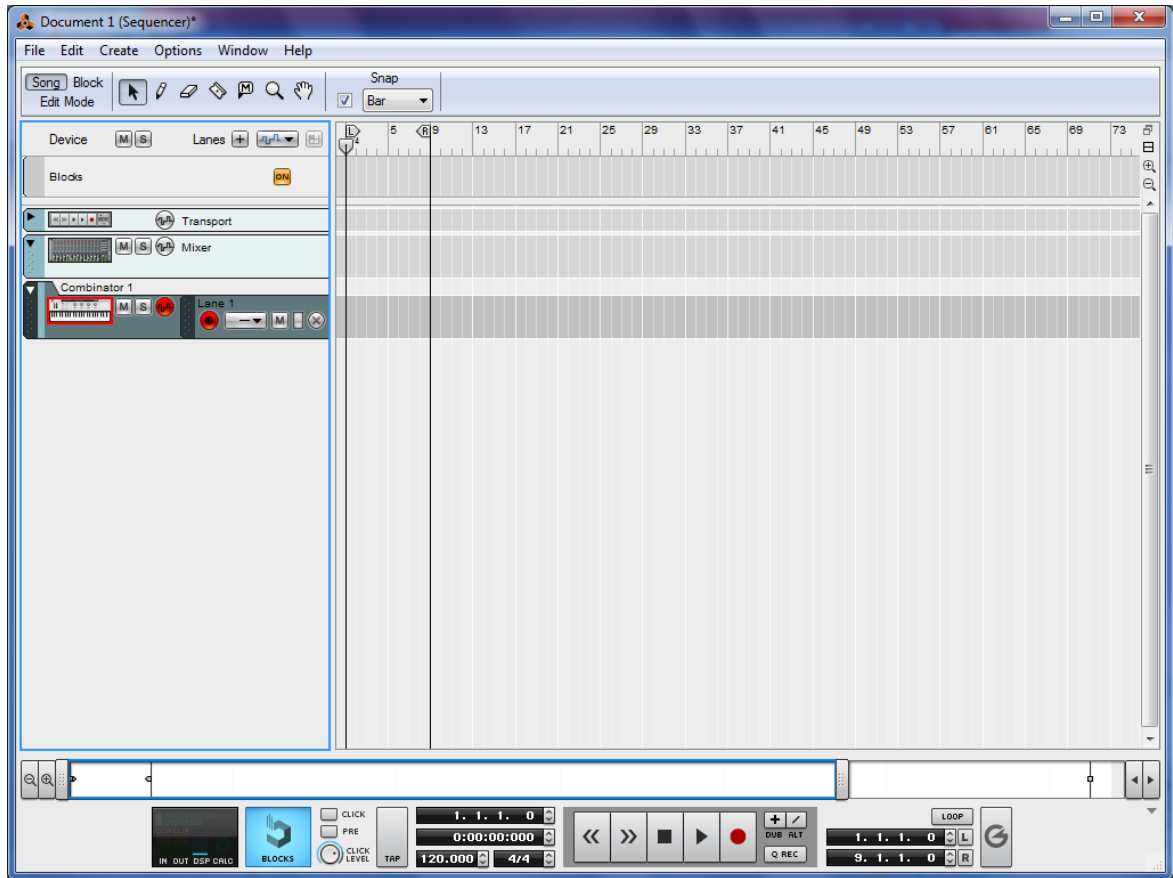 Document 1 (Sequencer)*
File Edit Create Options Window Help
Song Block
Edit Mode
Snap
Bar
Device M S Lanes
L 5 R 9 13 17 21 25 29 33 37 41 45 49 53 57 61 65 69 73
4
Blocks ON
Transport
M S Mixer
Combinator 1
M S Lane 1
M
CLICK
PRE
CLICK
LEVEL
TAP
IN OUT DSP CALC
BLOCKS
1. 1. 1. 0
0:00:00:000
120.000 4/4
DUB ALT
Q REC
LOOP
1. 1. 1. 0 L
9. 1. 1. 0 R